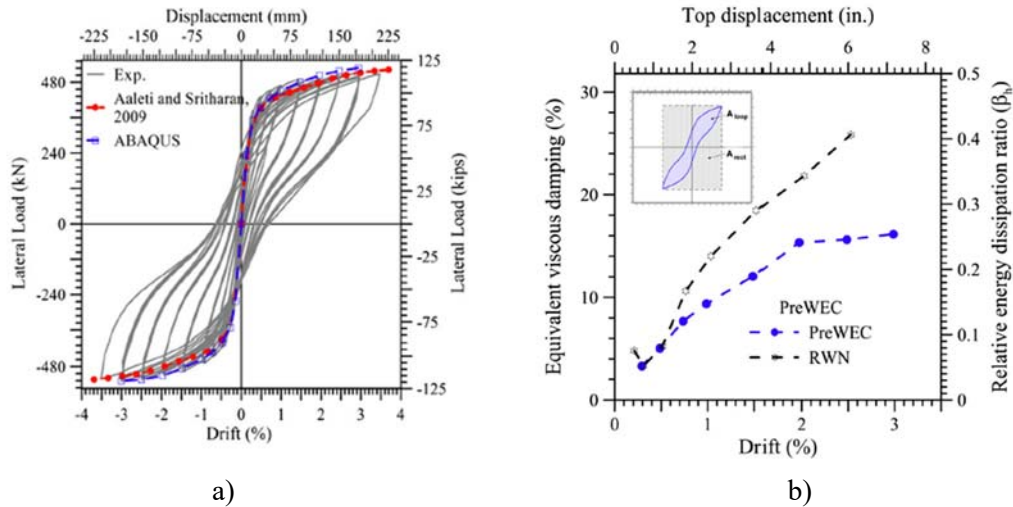 Displacement (mm)
-225 -150 -75 0 75 150 225
Lateral Load (kN)
480
240
0
-240
-480
Exp.
Aaleti and Sritharan,
2009
ABAQUS
125
75
25
-25
-75
-125
Lateral Load (kips)
-4 -3 -2 -1 0 1 2 3 4
Drift (%)
a)
Top displacement (in.)
0 2 4 6 8
Equivalent viscous damping (%)
30
20
10
0
A loop
A rect
PreWEC
PreWEC
RWN
0.5
0.4
0.3
0.2
0.1
0
Relative energy dissipation ratio (βh)
0 1 2 3
Drift (%)
b)